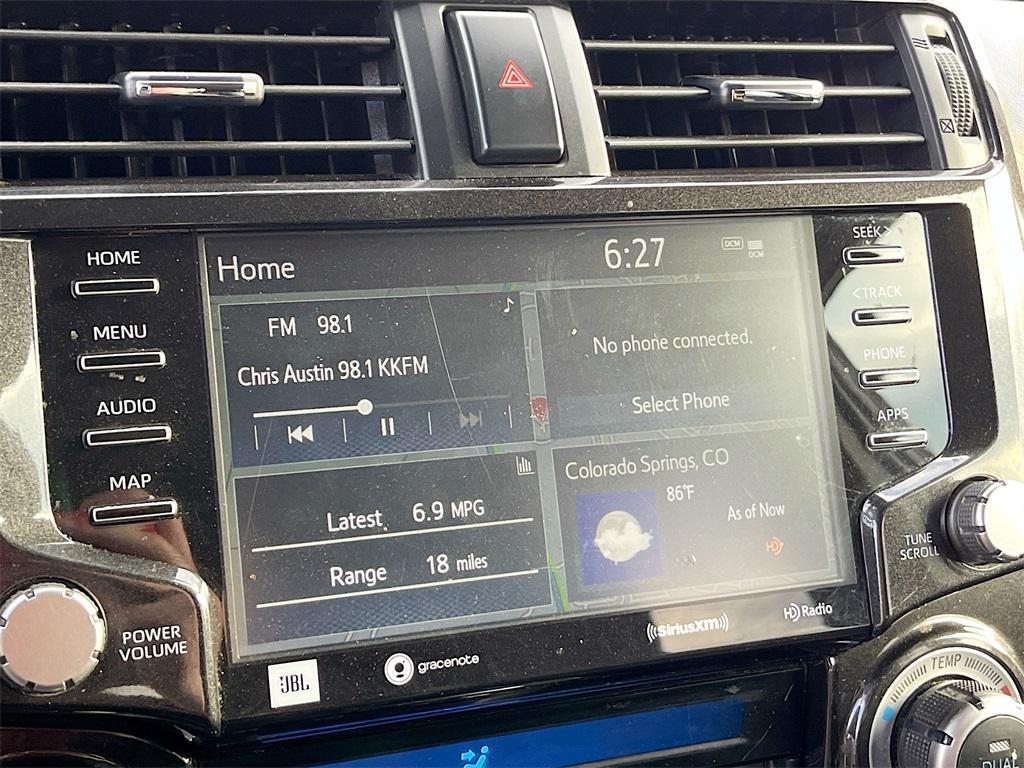 HOME
MENU
AUDIO
MAP
POWER
VOLUME
Home
6:27
DCM
DCM
FM 98.1
Chris Austin 98.1 KKFM
No phone connected.
Select Phone
Latest 6.9 MPG
Range 18 miles
Colorado Springs, CO
86°F
As of Now
HD
SEEK>
<TRACK
PHONE
APPS
TUNE
SCROLL
JBL
gracenote
((SiriusXM))
HD Radio
TEMP
DUAL